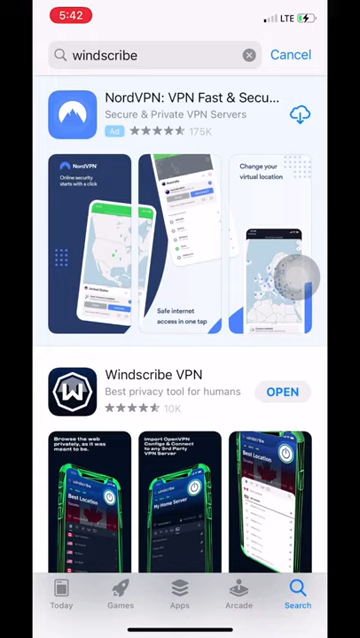 5:42
LTE
windscribe
Cancel
NordVPN: VPN Fast & Secu...
Secure & Private VPN Servers
Ad 175K
NordVPN
Online security
starts with a click
Safe internet
access in one tap
Change your
virtual location
Windscribe VPN
Best privacy tool for humans
10K
OPEN
Browse the web
privately, as it was
meant to be.
windscribe
Best Location
Import OpenVPN
Configs & Connect
to any 3rd Party
VPN Server
windscribe
My Home Server
windscribe
Best Location
Today
Games
Apps
Arcade
Search